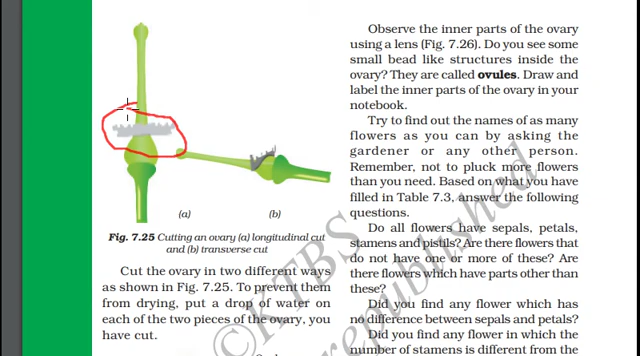 (a)
(b)
Fig. 7.25 Cutting an ovary (a) longitudinal cut
and (b) transverse cut
Cut the ovary in two different ways
as shown in Fig. 7.25. To prevent them
from drying, put a drop of water on
each of the two pieces of the ovary, you
have cut.
Observe the inner parts of the ovary
using a lens (Fig. 7.26). Do you see some
small bead like structures inside the
ovary? They are called ovules. Draw and
label the inner parts of the ovary in your
notebook.
Try to find out the names of as many
flowers as you can by asking the
gardener or any other person.
Remember, not to pluck more flowers
than you need. Based on what you have
filled in Table 7.3, answer the following
questions.
Do all flowers have sepals, petals,
stamens and pistils? Are there flowers that
do not have one or more of these? Are
there flowers which have parts other than
these?
Did you find any flower which has
no difference between sepals and petals?
Did you find any flower in which the
number of stamens is different from the
©KTBS
republished